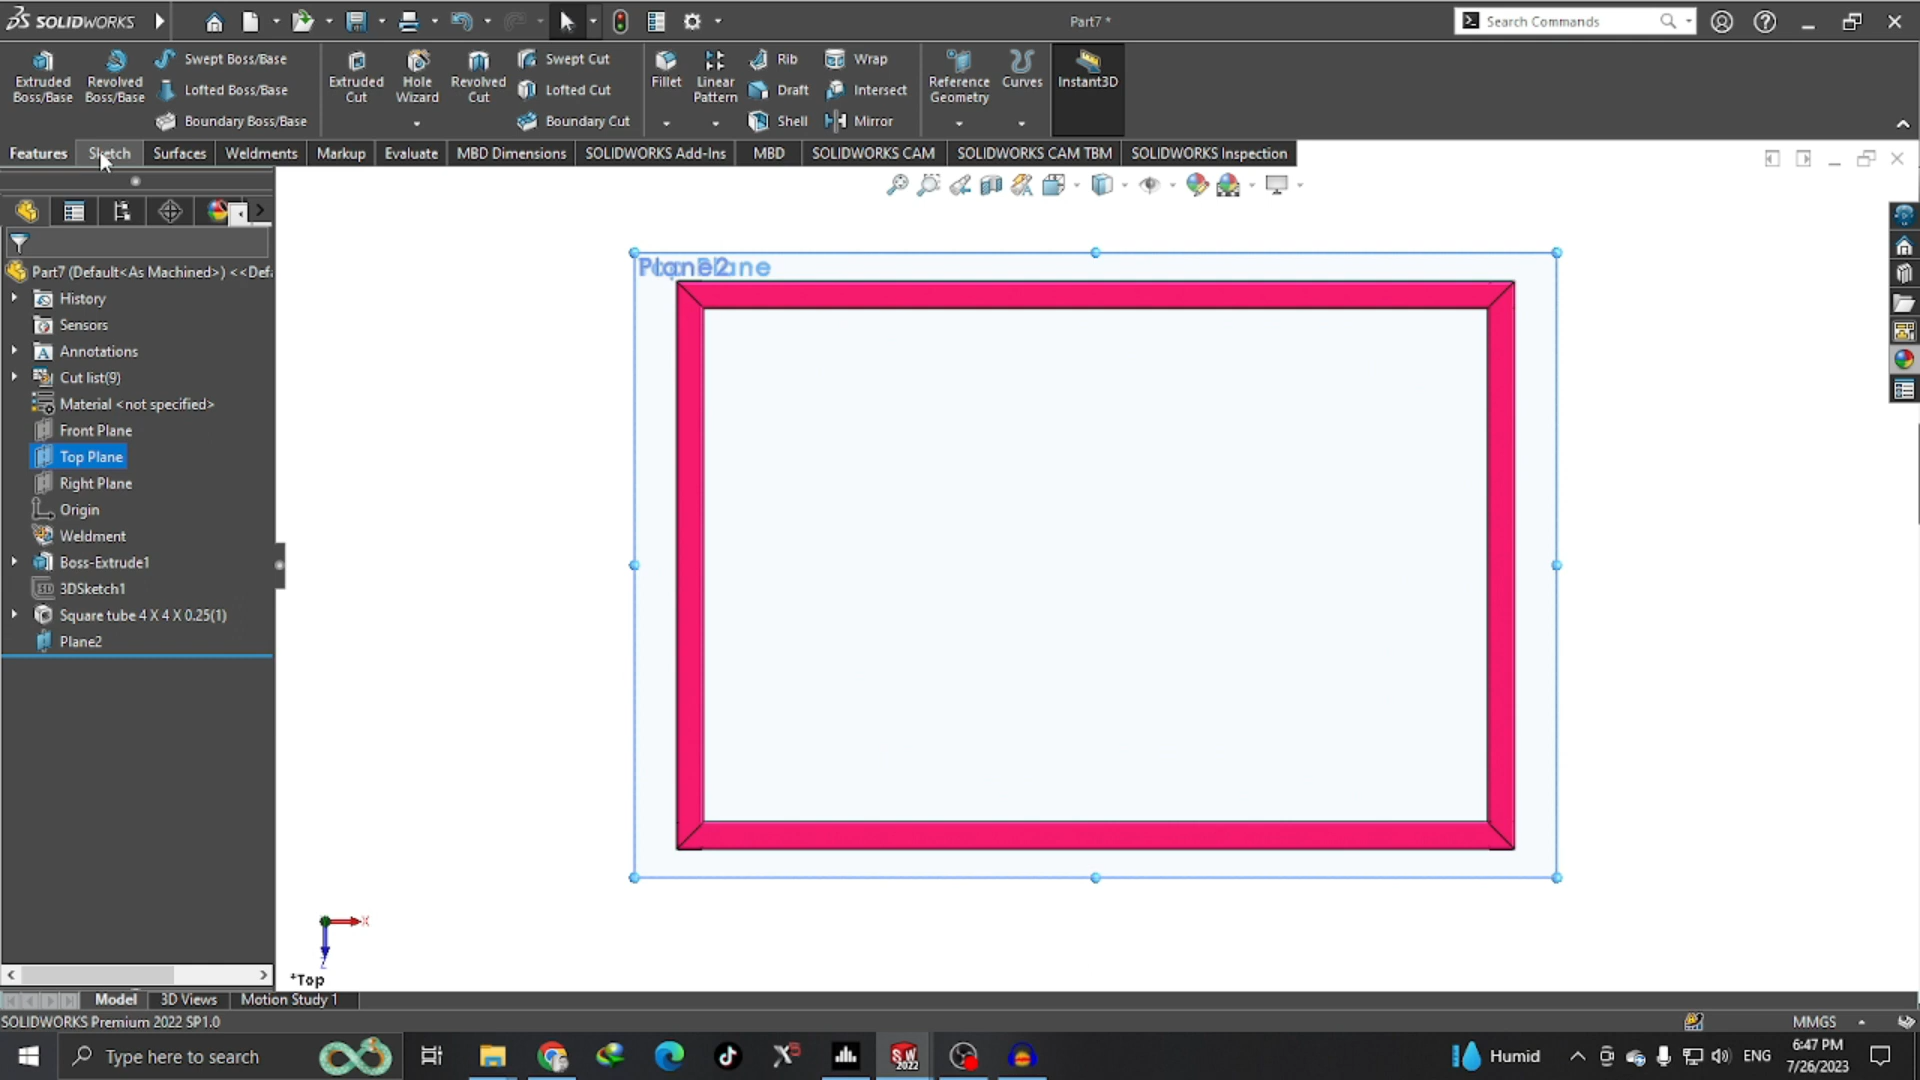 SOLIDWORKS
Part7 *
Search Commands
Extruded Boss/Base
Revolved Boss/Base
Swept Boss/Base
Lofted Boss/Base
Boundary Boss/Base
Extruded Cut
Hole Wizard
Revolved Cut
Swept Cut
Lofted Cut
Boundary Cut
Fillet
Linear Pattern
Rib
Draft
Shell
Wrap
Intersect
Mirror
Reference Geometry
Curves
Instant3D
Features
Sketch
Surfaces
Weldments
Markup
Evaluate
MBD Dimensions
SOLIDWORKS Add-Ins
MBD
SOLIDWORKS CAM
SOLIDWORKS CAM TBM
SOLIDWORKS Inspection
Part7 (Default<As Machined>) <<Def
History
Sensors
Annotations
Cut list(9)
Material <not specified>
Front Plane
Top Plane
Right Plane
Origin
Weldment
Boss-Extrude1
3DSketch1
Square tube 4 X 4 X 0.25(1)
Plane2
Plane2
X
Z
*Top
Model
3D Views
Motion Study 1
SOLIDWORKS Premium 2022 SP1.0
MMGS
Type here to search
SW 2022
Humid
ENG
6:47 PM
7/26/2023